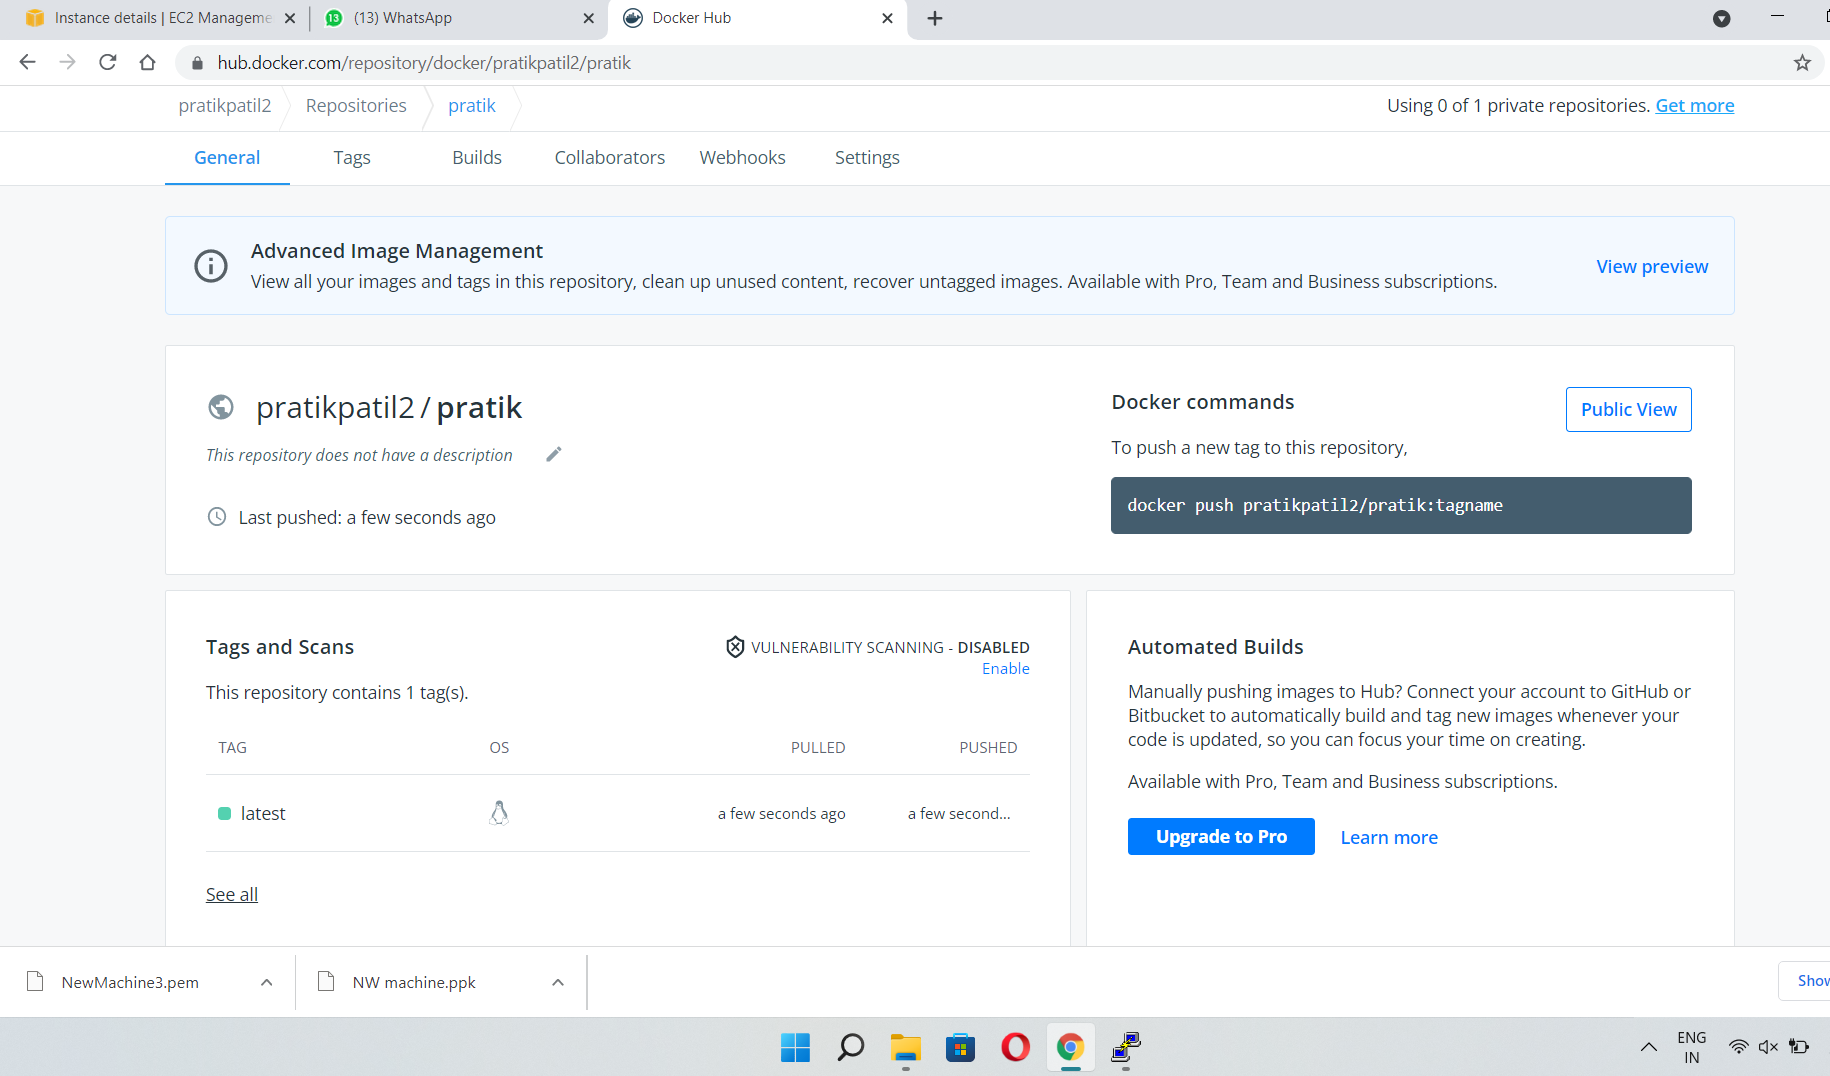 Instance details | EC2 Manageme
13
(13) WhatsApp
Docker Hub
hub.docker.com/repository/docker/pratikpatil2/pratik
pratikpatil2
Repositories
pratik
Using 0 of 1 private repositories. Get more
General
Tags
Builds
Collaborators
Webhooks
Settings
Advanced Image Management
View all your images and tags in this repository, clean up unused content, recover untagged images. Available with Pro, Team and Business subscriptions.
View preview
pratikpatil2 / pratik
This repository does not have a description
Last pushed: a few seconds ago
Docker commands
Public View
To push a new tag to this repository,
docker push pratikpatil2/pratik:tagname
Tags and Scans
VULNERABILITY SCANNING - DISABLED
Enable
This repository contains 1 tag(s).
TAG
OS
PULLED
PUSHED
latest
a few seconds ago
a few second...
See all
Automated Builds
Manually pushing images to Hub? Connect your account to GitHub or
Bitbucket to automatically build and tag new images whenever your
code is updated, so you can focus your time on creating.
Available with Pro, Team and Business subscriptions.
Upgrade to Pro
Learn more
NewMachine3.pem
NW machine.ppk
Show
ENG
IN